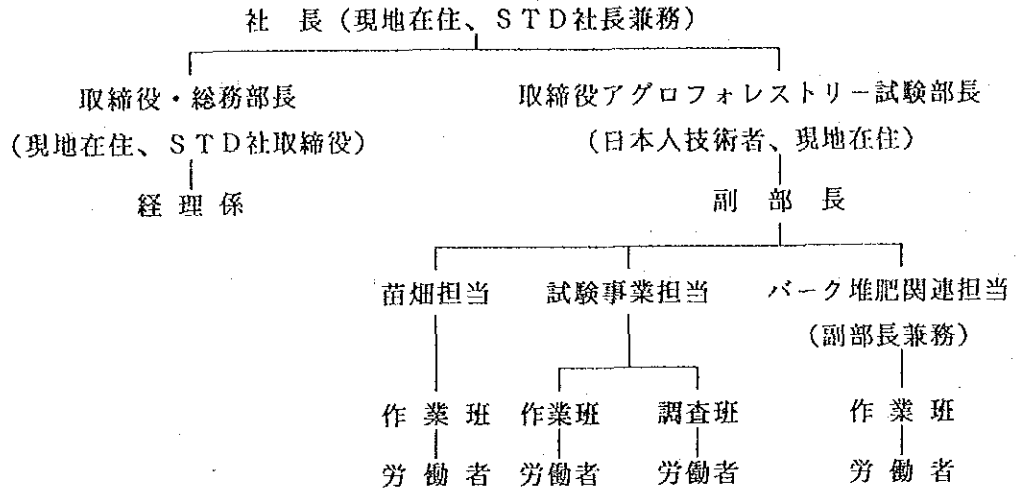 社 長 (現地在住、STD社長兼務)
取締役・総務部長 取締役アグロフォレストリー試験部長
(現地在住、STD社取締役) (日本人技術者、現地在住)
経 理 係 副 部 長
苗畑担当 試験事業担当 バーク堆肥関連担当
(副部長兼務)
作 業 班 作業班 調査班 作 業 班
労 働 者 労働者 労働者 労 働 者